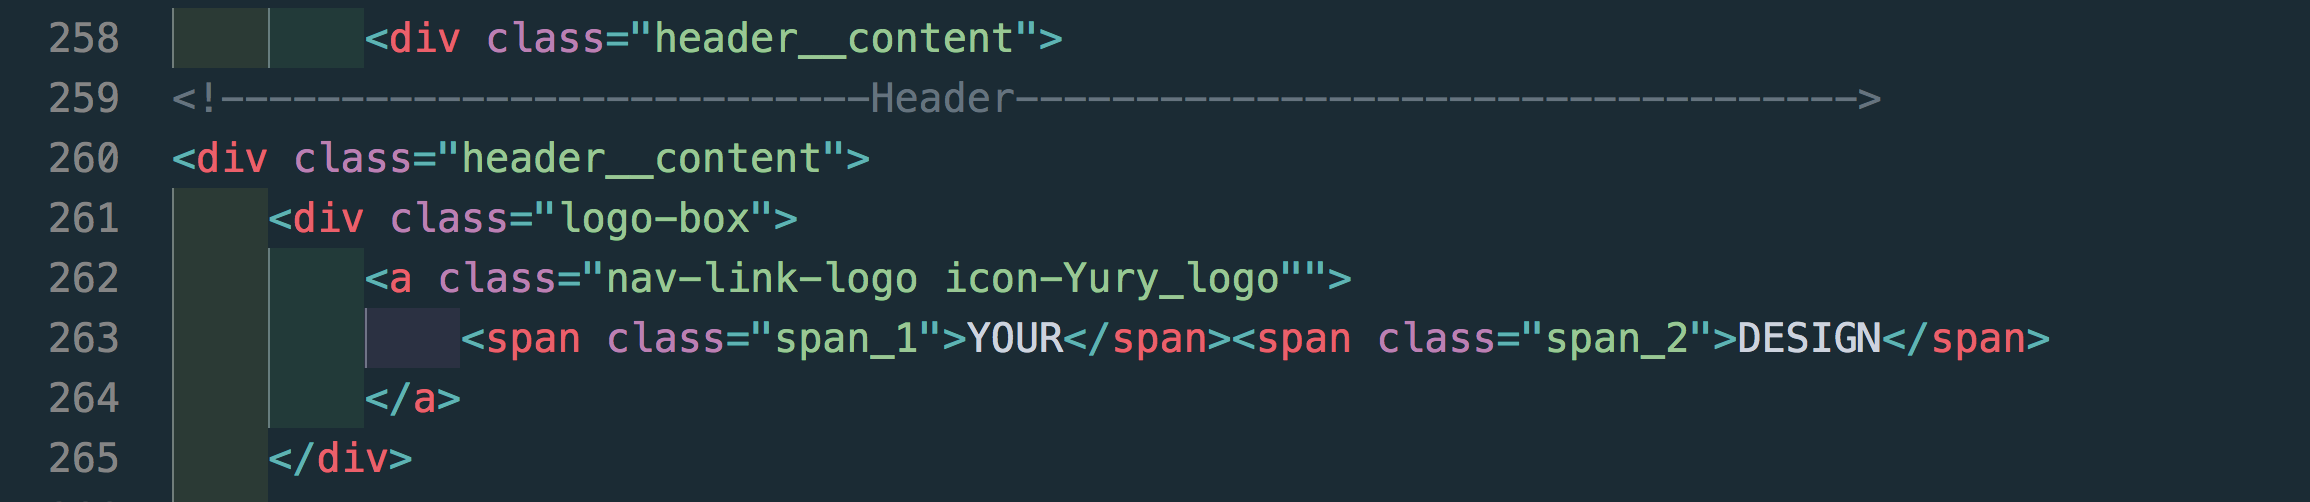 258 <div class="header__content">
259 <!---------------------------Header----------------------------------->
260 <div class="header__content">
261 <div class="logo-box">
262 <a class="nav-link-logo icon-Yury_logo"">
263 <span class="span_1">YOUR</span><span class="span_2">DESIGN</span>
264 </a>
265 </div>